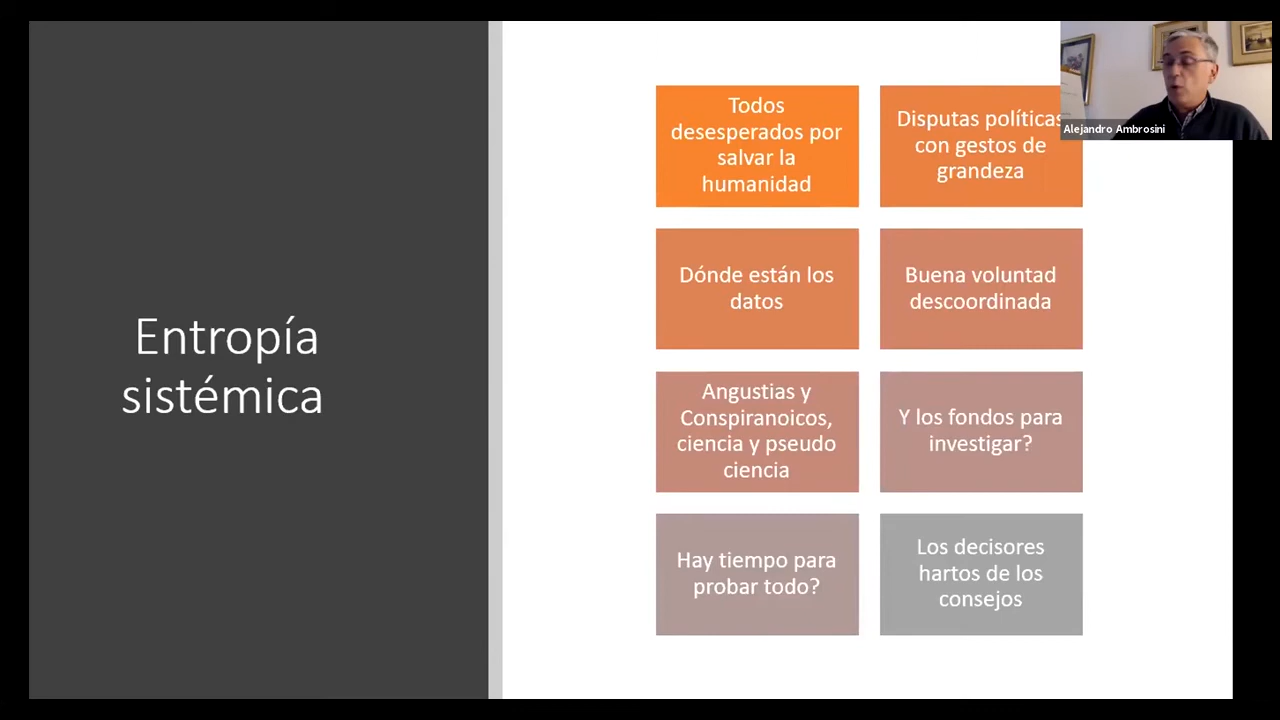 Entropía
sistémica
Todos
desesperados por
salvar la
humanidad
Disputas políticas
con gestos de
grandeza
Dónde están los
datos
Buena voluntad
descoordinada
Angustias y
Conspiranoicos,
ciencia y pseudo
ciencia
Y los fondos para
investigar?
Hay tiempo para
probar todo?
Los decisores
hartos de los
consejos
Alejandro Ambrosini